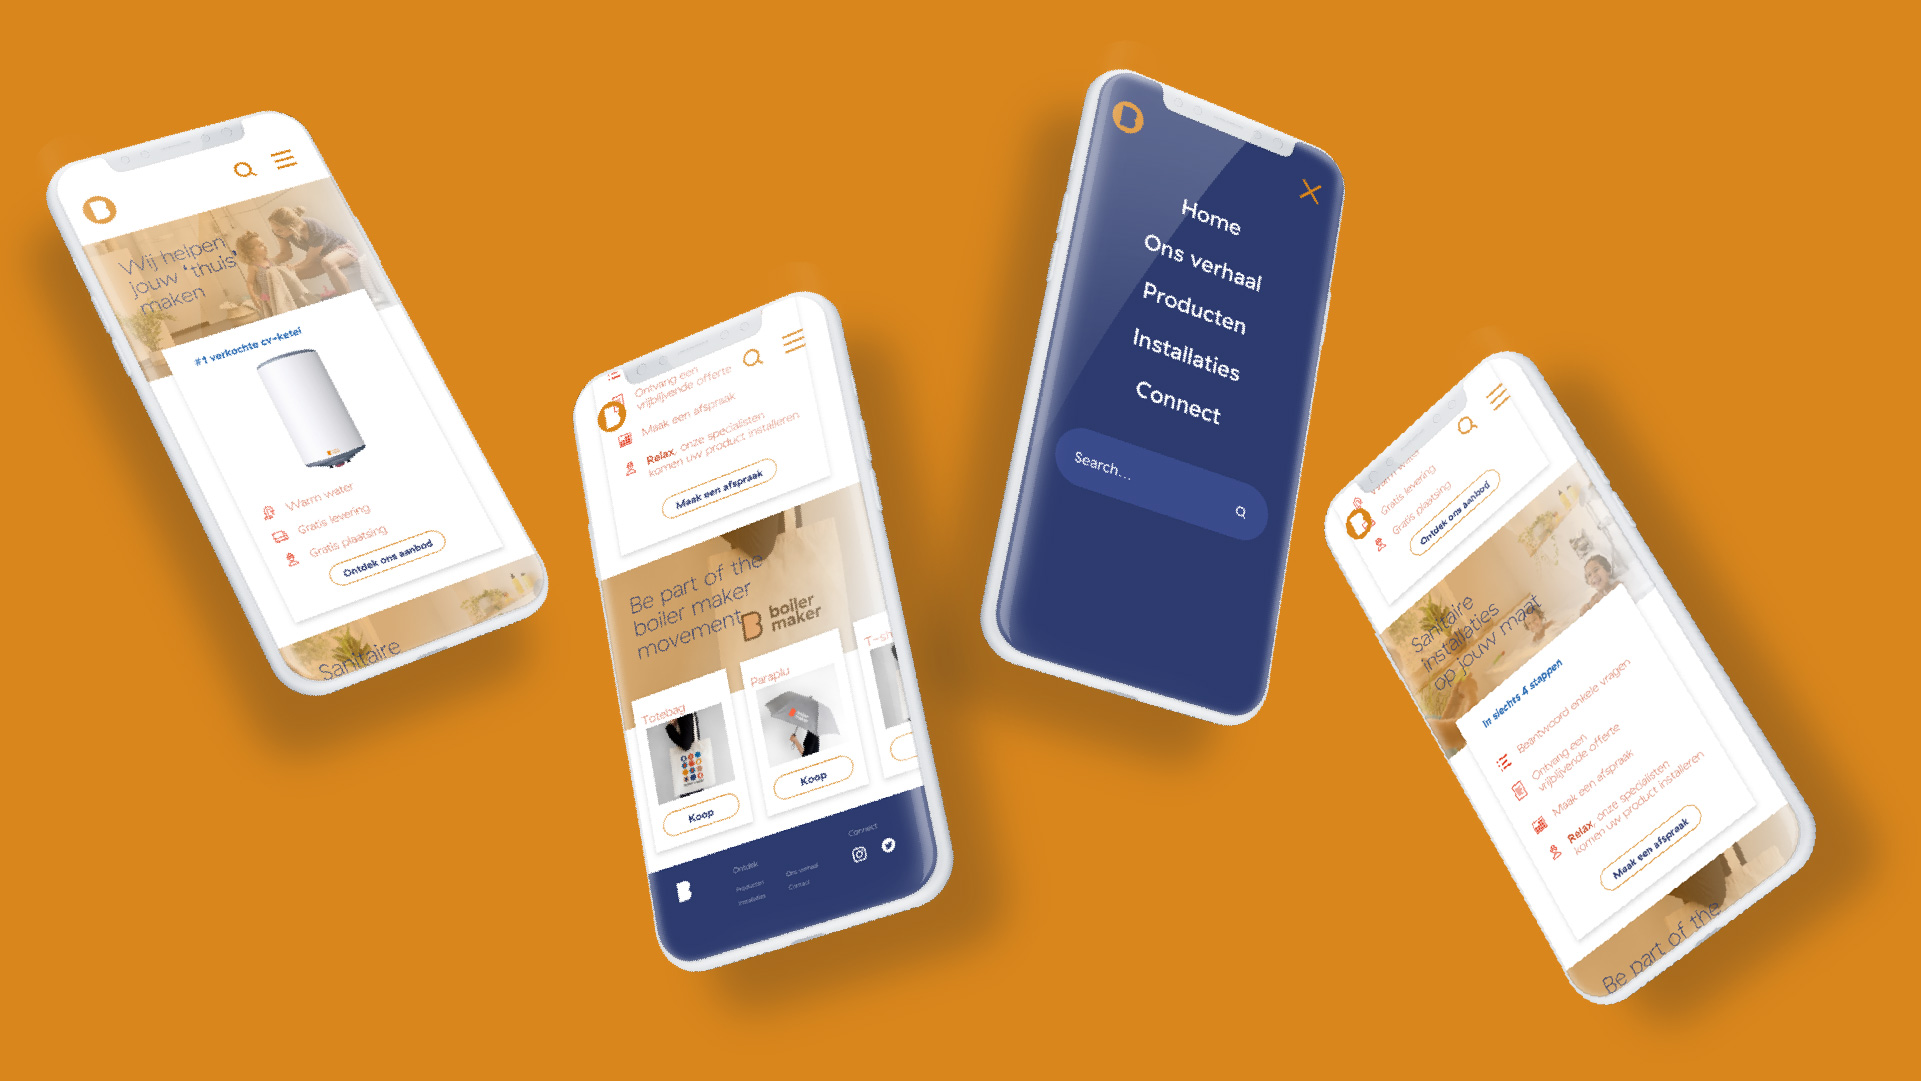 Wij helpen
jouw ‘thuis’
maken
#1 verkochte cv-ketel
Warm water
Gratis levering
Gratis plaatsing
Ontdek ons aanbod
Sanitaire
Ontvang een
vrijblijvende offerte
Maak een afspraak
Relax, onze specialisten
komen uw product installeren
Maak een afspraak
Be part of the
boiler maker
movement
boiler
maker
Totebag
Koop
Paraplu
Koop
T-sh
Ontdek
Producten
Installaties
Ons verhaal
Contact
Connect
Home
Ons verhaal
Producten
Installaties
Connect
Search...
Warm water
Gratis levering
Gratis plaatsing
Ontdek ons aanbod
Sanitaire
installaties
op jouw maat
In slechts 4 stappen
Beantwoord enkele vragen
Ontvang een
vrijblijvende offerte
Maak een afspraak
Relax, onze specialisten
komen uw product installeren
Maak een afspraak
Be part of the